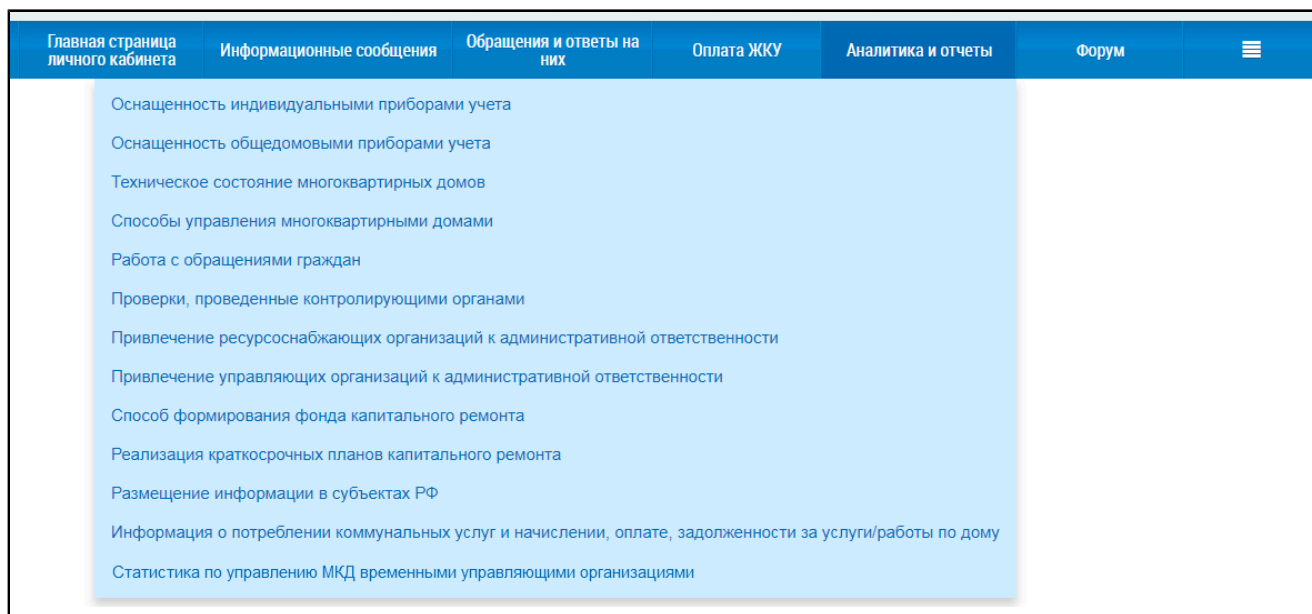 Главная страница
личного кабинета
Информационные сообщения
Обращения и ответы на
них
Оплата ЖКУ
Аналитика и отчеты
Форум
Оснащенность индивидуальными приборами учета
Оснащенность общедомовыми приборами учета
Техническое состояние многоквартирных домов
Способы управления многоквартирными домами
Работа с обращениями граждан
Проверки, проведенные контролирующими органами
Привлечение ресурсоснабжающих организаций к административной ответственности
Привлечение управляющих организаций к административной ответственности
Способ формирования фонда капитального ремонта
Реализация краткосрочных планов капитального ремонта
Размещение информации в субъектах РФ
Информация о потреблении коммунальных услуг и начислении, оплате, задолженности за услуги/работы по дому
Статистика по управлению МКД временными управляющими организациями